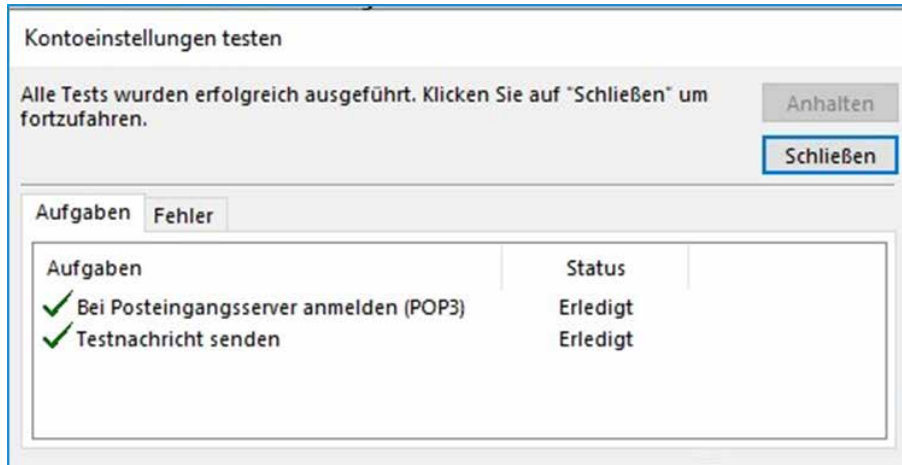 Kontoeinstellungen testen
Alle Tests wurden erfolgreich ausgeführt. Klicken Sie auf "Schließen" um
fortzufahren.
Anhalten
Schließen
Aufgaben Fehler
Aufgaben Status
Bei Posteingangsserver anmelden (POP3) Erledigt
Testnachricht senden Erledigt